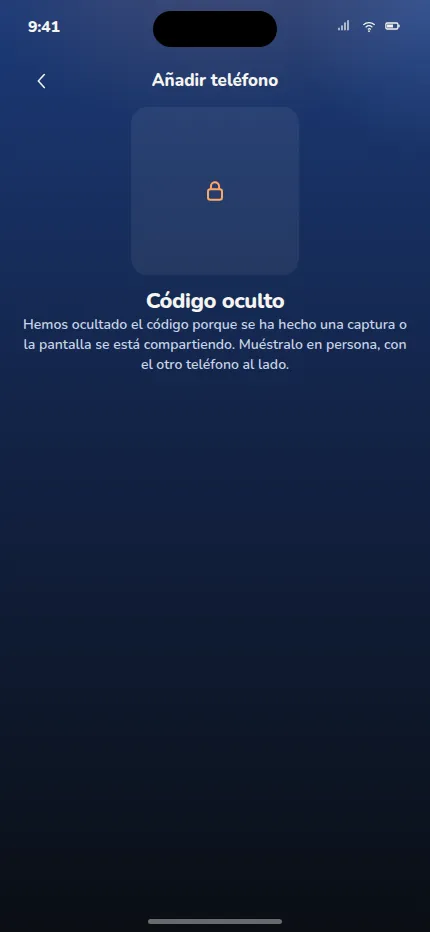 9:41
Añadir teléfono
Código oculto
Hemos ocultado el código porque se ha hecho una captura o
la pantalla se está compartiendo. Muéstralo en persona, con
el otro teléfono al lado.